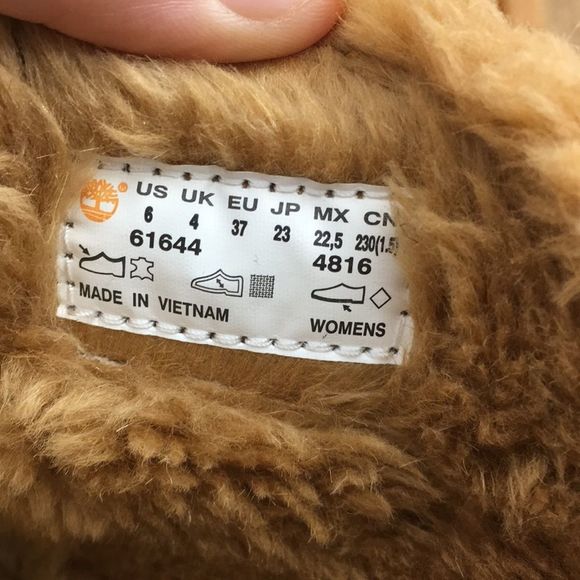 ® US UK EU JP MX CN
6 4 37 23 22,5 230(1.5)
61644 4816
MADE IN VIETNAM WOMENS